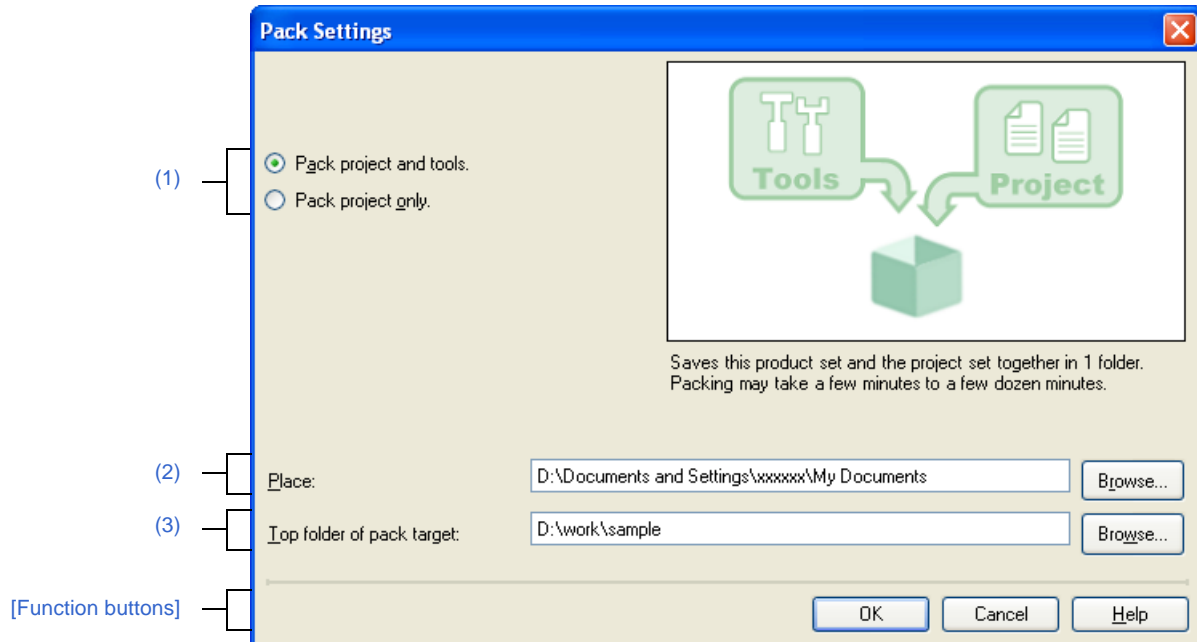 Pack Settings
Tools
Project
(1)
Pack project and tools.
Pack project only.
Saves this product set and the project set together in 1 folder.
Packing may take a few minutes to a few dozen minutes.
(2)
Place:
D:\Documents and Settings\xxxxxx\My Documents
Browse...
(3)
Top folder of pack target:
D:\work\sample
Browse...
[Function buttons]
OK
Cancel
Help